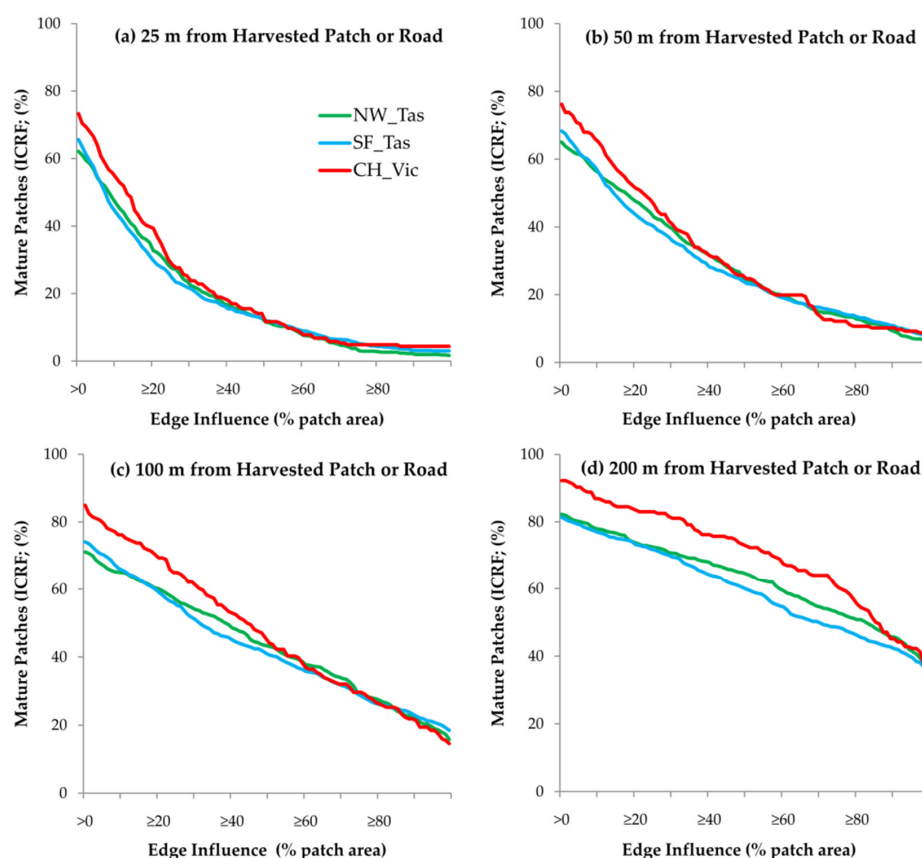 (a) 25 m from Harvested Patch or Road
100
80
60
40
20
0
Mature Patches (ICRF; (%)
NW_Tas
SF_Tas
CH_Vic
>0 ≥20 ≥40 ≥60 ≥80
Edge Influence (% patch area)
(b) 50 m from Harvested Patch or Road
100
80
60
40
20
0
Mature Patches (ICRF; (%)
>0 ≥20 ≥40 ≥60 ≥80
Edge Influence (% patch area)
(c) 100 m from Harvested Patch or Road
100
80
60
40
20
0
Mature Patches (ICRF; (%)
>0 ≥20 ≥40 ≥60 ≥80
Edge Influence (% patch area)
(d) 200 m from Harvested Patch or Road
100
80
60
40
20
0
Mature Patches (ICRF; (%)
>0 ≥20 ≥40 ≥60 ≥80
Edge Influence (% patch area)